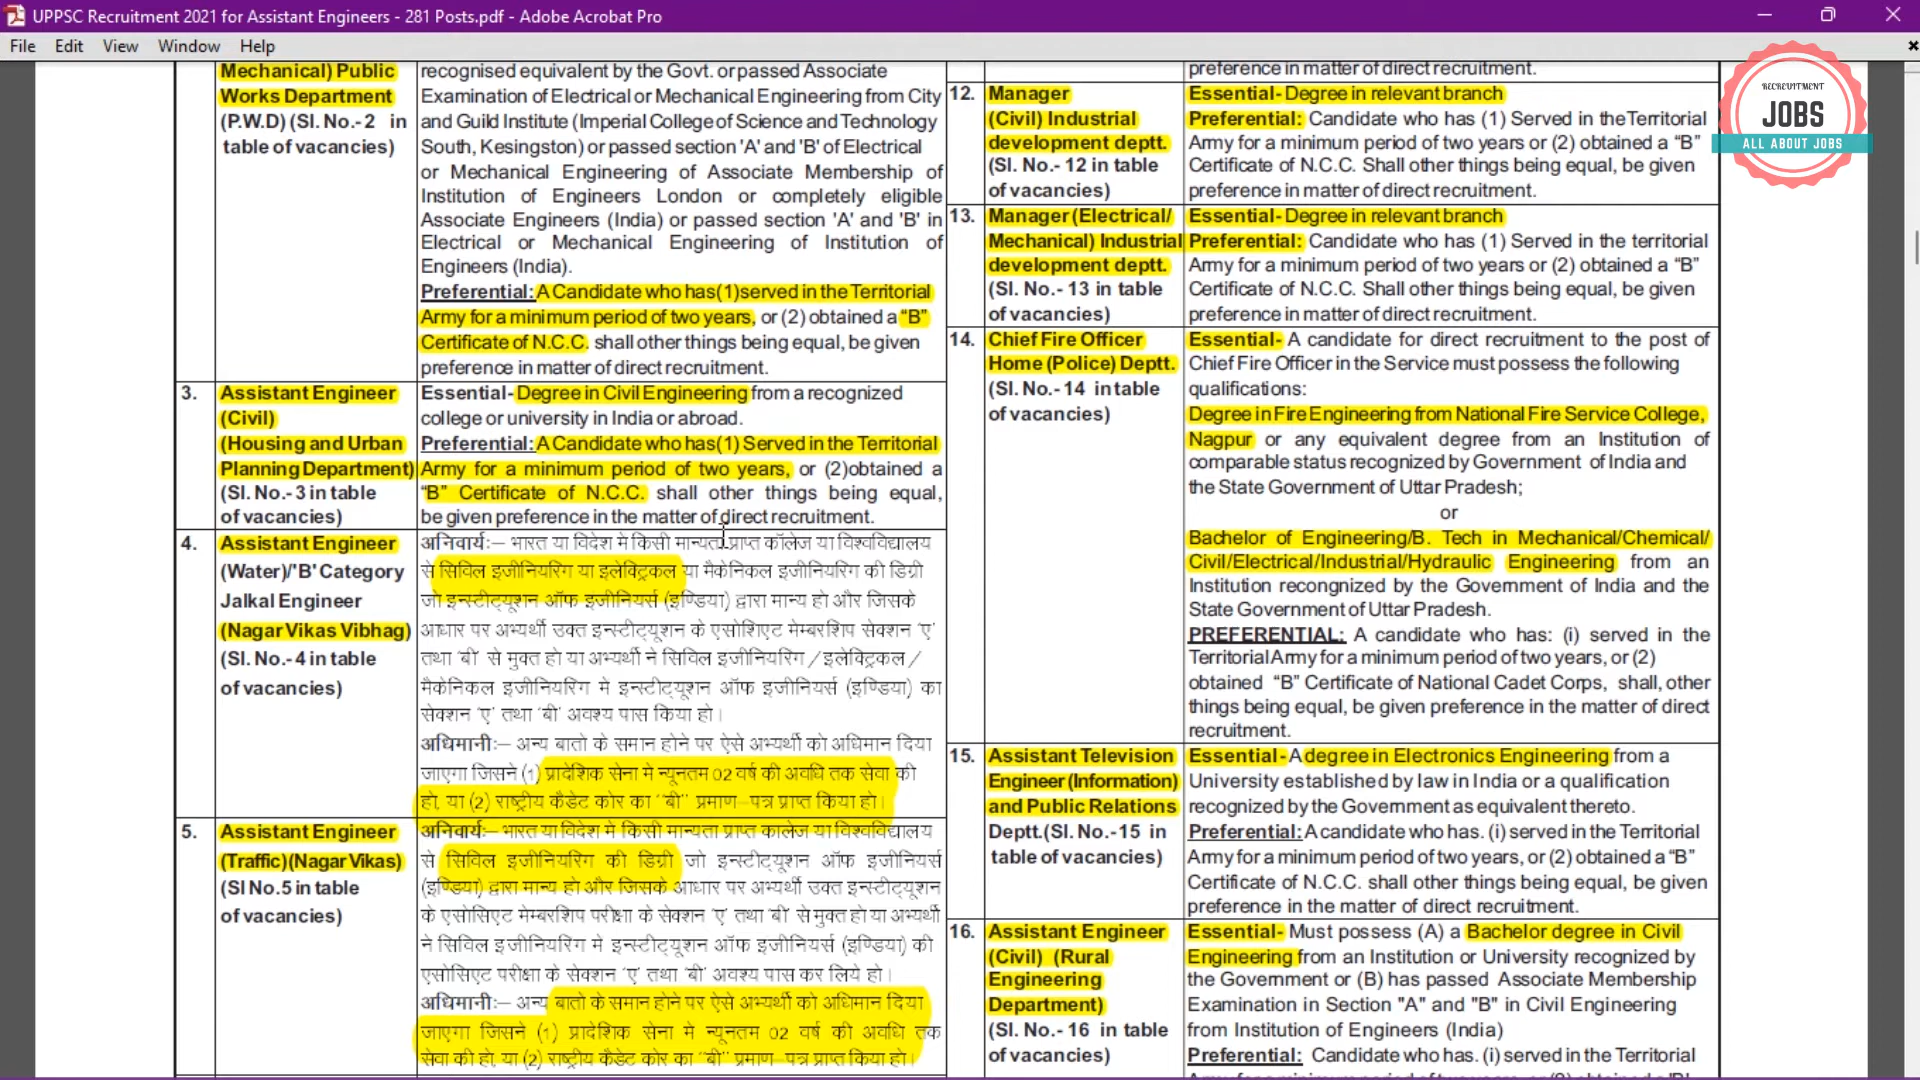 UPPSC Recruitment 2021 for Assistant Engineers - 281 Posts.pdf - Adobe Acrobat Pro
File Edit View Window Help
Mechanical) Public
Works Department
(P.W.D) (SI. No.- 2 in
table of vacancies)
recognised equivalent by the Govt. or passed Associate
Examination of Electrical or Mechanical Engineering from City
and Guild Institute (Imperial College of Science and Technology
South, Kesingston) or passed section 'A' and 'B' of Electrical
or Mechanical Engineering of Associate Membership of
Institution of Engineers London or completely eligible
Associate Engineers (India) or passed section 'A' and 'B' in
Electrical or Mechanical Engineering of Institution of
Engineers (India).
Preferential: A Candidate who has(1)served in the Territorial
Army for a minimum period of two years, or (2) obtained a “B”
Certificate of N.C.C. shall other things being equal, be given
preference in matter of direct recruitment.
3.
Assistant Engineer
(Civil)
(Housing and Urban
Planning Department)
(SI. No.- 3 in table
of vacancies)
Essential- Degree in Civil Engineering from a recognized
college or university in India or abroad.
Preferential: A Candidate who has(1) Served in the Territorial
Army for a minimum period of two years, or (2)obtained a
“B” Certificate of N.C.C. shall other things being equal,
be given preference in the matter of direct recruitment.
4.
Assistant Engineer
(Water)/'B' Category
Jalkal Engineer
(Nagar Vikas Vibhag)
(SI. No.- 4 in table
of vacancies)
अनिवार्यः– भारत या विदेश मे किसी मान्यता प्राप्त कॉलेज या विश्वविद्यालय
से सिविल इजीनियरिग या इलेक्ट्रिकल या मैकेनिकल इजीनियरिग की डिग्री
जो इन्स्टीट्यूशन ऑफ इजीनियर्स (इण्डिया) द्वारा मान्य हो और जिसके
आधार पर अभ्यर्थी उक्त इन्स्टीट्यूशन के एसोशिएट मेम्बरशिप सेक्शन 'ए'
तथा 'बी' से मुक्त हो या अभ्यर्थी ने सिविल इजीनियरिग / इलेक्ट्रिकल /
मैकेनिकल इजीनियरिग मे इन्स्टीट्यूशन ऑफ इजीनियर्स (इण्डिया) का
सेक्शन 'ए' तथा 'बी' अवश्य पास किया हो।
अधिमानीः– अन्य बातो के समान होने पर ऐसे अभ्यर्थी को अधिमान दिया
जाएगा जिसने (1) प्रादेशिक सेना मे न्यूनतम 02 वर्ष की अवधि तक सेवा की
हो, या (2) राष्ट्रीय कैडेट कोर का “बी” प्रमाण–पत्र प्राप्त किया हो।
5.
Assistant Engineer
(Traffic)(Nagar Vikas)
(SI No.5 in table
of vacancies)
अनिवार्यः– भारत या विदेश मे किसी मान्यता प्राप्त कालेज या विश्वविद्यालय
से सिविल इजीनियरिग की डिग्री जो इन्स्टीट्यूशन ऑफ इजीनियर्स
(इण्डिया) द्वारा मान्य हो और जिसके आधार पर अभ्यर्थी उक्त इन्स्टीट्यूशन
के एसोसिएट मेम्बरशिप परीक्षा के सेक्शन 'ए' तथा 'बी' से मुक्त हो या अभ्यर्थी
ने सिविल इजीनियरिग मे इन्स्टीट्यूशन ऑफ इजीनियर्स (इण्डिया) की
एसोसिएट परीक्षा के सेक्शन 'ए' तथा 'बी' अवश्य पास कर लिये हो।
अधिमानीः– अन्य बातो के समान होने पर ऐसे अभ्यर्थी को अधिमान दिया
जाएगा जिसने (1) प्रादेशिक सेना मे न्यूनतम 02 वर्ष की अवधि तक
सेवा की हो, या (2) राष्ट्रीय कैडेट कोर का “बी” प्रमाण–पत्र प्राप्त किया हो।
preference in matter of direct recruitment.
12.
Manager
(Civil) Industrial
development deptt.
(SI. No.- 12 in table
of vacancies)
Essential- Degree in relevant branch
Preferential: Candidate who has (1) Served in the Territorial
Army for a minimum period of two years or (2) obtained a “B”
Certificate of N.C.C. Shall other things being equal, be given
preference in matter of direct recruitment.
13.
Manager (Electrical/
Mechanical) Industrial
development deptt.
(SI. No.- 13 in table
of vacancies)
Essential- Degree in relevant branch
Preferential: Candidate who has (1) Served in the territorial
Army for a minimum period of two years or (2) obtained a “B”
Certificate of N.C.C. Shall other things being equal, be given
preference in matter of direct recruitment.
14.
Chief Fire Officer
Home (Police) Deptt.
(SI. No.- 14 in table
of vacancies)
Essential- A candidate for direct recruitment to the post of
Chief Fire Officer in the Service must possess the following
qualifications:
Degree in Fire Engineering from National Fire Service College,
Nagpur or any equivalent degree from an Institution of
comparable status recognized by Government of India and
the State Government of Uttar Pradesh;
or
Bachelor of Engineering/B. Tech in Mechanical/Chemical/
Civil/Electrical/Industrial/Hydraulic Engineering from an
Institution recongnized by the Government of India and the
State Government of Uttar Pradesh.
PREFERENTIAL: A candidate who has: (i) served in the
Territorial Army for a minimum period of two years, or (2)
obtained “B” Certificate of National Cadet Corps, shall, other
things being equal, be given preference in the matter of direct
recruitment.
15.
Assistant Television
Engineer (Information)
and Public Relations
Deptt.(SI. No.-15 in
table of vacancies)
Essential- A degree in Electronics Engineering from a
University established by law in India or a qualification
recognized by the Government as equivalent thereto.
Preferential: A candidate who has. (i) served in the Territorial
Army for a minimum period of two years, or (2) obtained a “B”
Certificate of N.C.C. shall other things being equal, be given
preference in the matter of direct recruitment.
16.
Assistant Engineer
(Civil) (Rural
Engineering
Department)
(SI. No.- 16 in table
of vacancies)
Essential- Must possess (A) a Bachelor degree in Civil
Engineering from an Institution or University recognized by
the Government or (B) has passed Associate Membership
Examination in Section "A" and "B" in Civil Engineering
from Institution of Engineers (India)
Preferential: Candidate who has. (i) served in the Territorial
RECRECRUITMENT
JOBS
ALL ABOUT JOBS